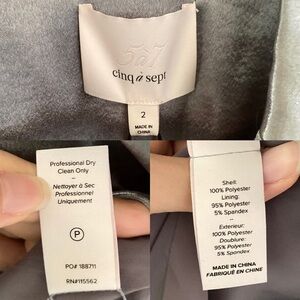 5à7
cinq à sept
2
MADE IN
CHINA
Professional Dry
Clean Only
Nettoyer à Sec
Professionnel
Uniquement
P
PO# 188711
RN#115562
Shell:
100% Polyester
Lining:
95% Polyester
5% Spandex
Exterieur:
100% Polyester
Doublure:
95% Polyester
5% Spandex
MADE IN CHINA
FABRIQUÉ EN CHINE